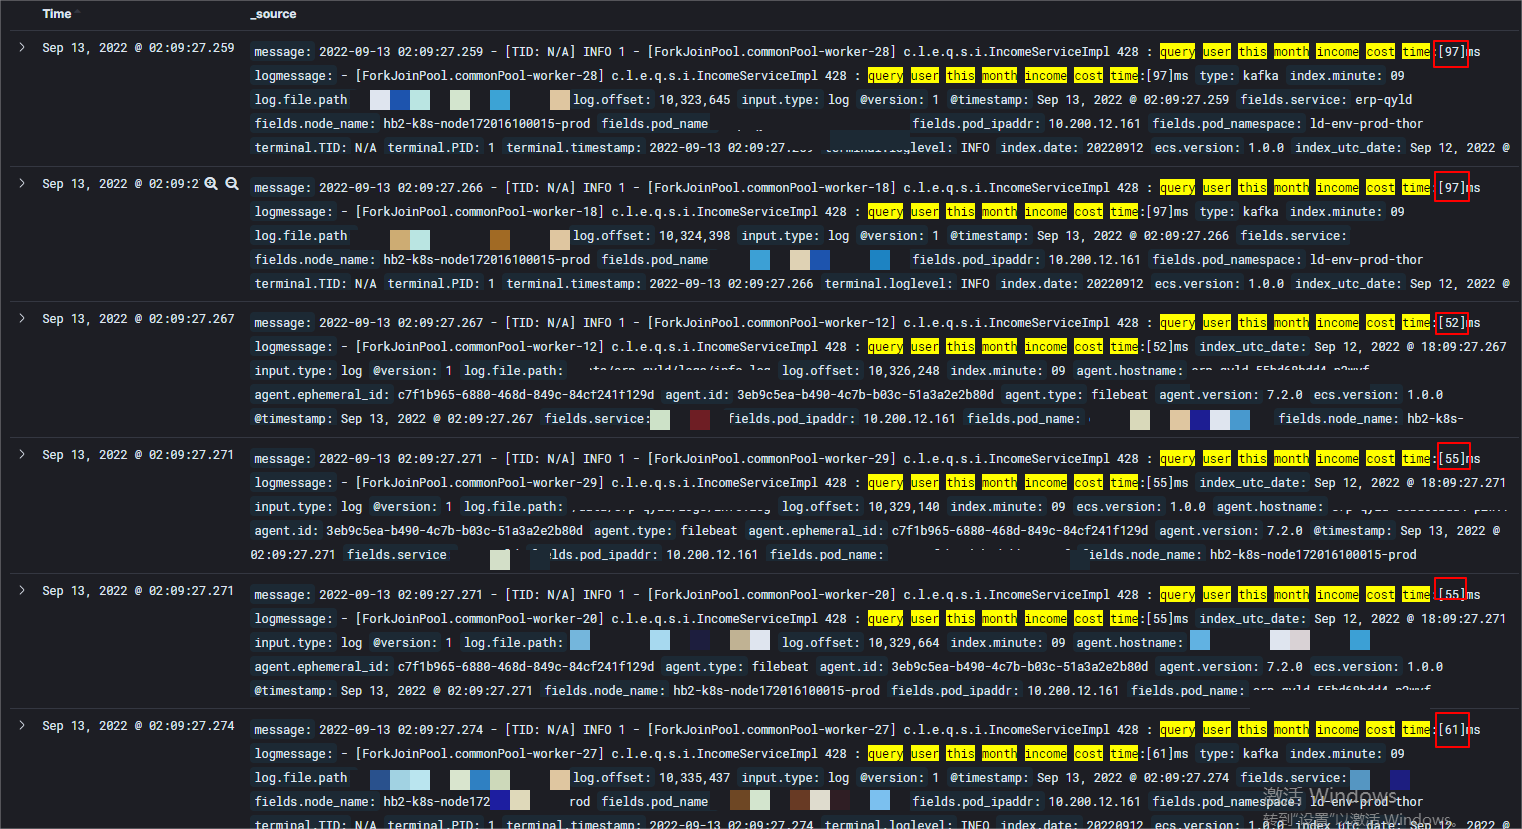 Time _source
Sep 13, 2022 @ 02:09:27.259 message: 2022-09-13 02:09:27.259 - [TID: N/A] INFO 1 - [ForkJoinPool.commonPool-worker-28] c.l.e.q.s.i.IncomeServiceImpl 428 : query user this month income cost time:[97]ms
logmessage: - [ForkJoinPool.commonPool-worker-28] c.l.e.q.s.i.IncomeServiceImpl 428 : query user this month income cost time:[97]ms type: kafka index.minute: 09
log.file.path log.offset: 10,323,645 input.type: log @version: 1 @timestamp: Sep 13, 2022 @ 02:09:27.259 fields.service: erp-qyld
fields.node_name: hb2-k8s-node172016100015-prod fields.pod_name fields.pod_ipaddr: 10.200.12.161 fields.pod_namespace: ld-env-prod-thor
terminal.TID: N/A terminal.PID: 1 terminal.timestamp: 2022-09-13 02:09:27.259 terminal.loglevel: INFO index.date: 20220912 ecs.version: 1.0.0 index_utc_date: Sep 12, 2022 @
Sep 13, 2022 @ 02:09:2 message: 2022-09-13 02:09:27.266 - [TID: N/A] INFO 1 - [ForkJoinPool.commonPool-worker-18] c.l.e.q.s.i.IncomeServiceImpl 428 : query user this month income cost time:[97]ms
logmessage: - [ForkJoinPool.commonPool-worker-18] c.l.e.q.s.i.IncomeServiceImpl 428 : query user this month income cost time:[97]ms type: kafka index.minute: 09
log.file.path log.offset: 10,324,398 input.type: log @version: 1 @timestamp: Sep 13, 2022 @ 02:09:27.266 fields.service:
fields.node_name: hb2-k8s-node172016100015-prod fields.pod_name fields.pod_ipaddr: 10.200.12.161 fields.pod_namespace: ld-env-prod-thor
terminal.TID: N/A terminal.PID: 1 terminal.timestamp: 2022-09-13 02:09:27.266 terminal.loglevel: INFO index.date: 20220912 ecs.version: 1.0.0 index_utc_date: Sep 12, 2022 @
Sep 13, 2022 @ 02:09:27.267 message: 2022-09-13 02:09:27.267 - [TID: N/A] INFO 1 - [ForkJoinPool.commonPool-worker-12] c.l.e.q.s.i.IncomeServiceImpl 428 : query user this month income cost time:[52]ms
logmessage: - [ForkJoinPool.commonPool-worker-12] c.l.e.q.s.i.IncomeServiceImpl 428 : query user this month income cost time:[52]ms index_utc_date: Sep 12, 2022 @ 18:09:27.267
input.type: log @version: 1 log.file.path: log.offset: 10,326,248 index.minute: 09 agent.hostname:
agent.ephemeral_id: c7f1b965-6880-468d-849c-84cf241f129d agent.id: 3eb9c5ea-b490-4c7b-b03c-51a3a2e2b80d agent.type: filebeat agent.version: 7.2.0 ecs.version: 1.0.0
@timestamp: Sep 13, 2022 @ 02:09:27.267 fields.service: fields.pod_ipaddr: 10.200.12.161 fields.pod_name: fields.node_name: hb2-k8s-
Sep 13, 2022 @ 02:09:27.271 message: 2022-09-13 02:09:27.271 - [TID: N/A] INFO 1 - [ForkJoinPool.commonPool-worker-29] c.l.e.q.s.i.IncomeServiceImpl 428 : query user this month income cost time:[55]ms
logmessage: - [ForkJoinPool.commonPool-worker-29] c.l.e.q.s.i.IncomeServiceImpl 428 : query user this month income cost time:[55]ms index_utc_date: Sep 12, 2022 @ 18:09:27.271
input.type: log @version: 1 log.file.path: log.offset: 10,329,140 index.minute: 09 ecs.version: 1.0.0 agent.hostname:
agent.id: 3eb9c5ea-b490-4c7b-b03c-51a3a2e2b80d agent.type: filebeat agent.ephemeral_id: c7f1b965-6880-468d-849c-84cf241f129d agent.version: 7.2.0 @timestamp: Sep 13, 2022 @
02:09:27.271 fields.service fields.pod_ipaddr: 10.200.12.161 fields.pod_name: fields.node_name: hb2-k8s-node172016100015-prod
Sep 13, 2022 @ 02:09:27.271 message: 2022-09-13 02:09:27.271 - [TID: N/A] INFO 1 - [ForkJoinPool.commonPool-worker-20] c.l.e.q.s.i.IncomeServiceImpl 428 : query user this month income cost time:[55]ms
logmessage: - [ForkJoinPool.commonPool-worker-20] c.l.e.q.s.i.IncomeServiceImpl 428 : query user this month income cost time:[55]ms index_utc_date: Sep 12, 2022 @ 18:09:27.271
input.type: log @version: 1 log.file.path: log.offset: 10,329,664 index.minute: 09 agent.hostname:
agent.ephemeral_id: c7f1b965-6880-468d-849c-84cf241f129d agent.type: filebeat agent.id: 3eb9c5ea-b490-4c7b-b03c-51a3a2e2b80d agent.version: 7.2.0 ecs.version: 1.0.0
@timestamp: Sep 13, 2022 @ 02:09:27.271 fields.node_name: hb2-k8s-node172016100015-prod fields.pod_ipaddr: 10.200.12.161 fields.pod_name:
Sep 13, 2022 @ 02:09:27.274 message: 2022-09-13 02:09:27.274 - [TID: N/A] INFO 1 - [ForkJoinPool.commonPool-worker-27] c.l.e.q.s.i.IncomeServiceImpl 428 : query user this month income cost time:[61]ms
logmessage: - [ForkJoinPool.commonPool-worker-27] c.l.e.q.s.i.IncomeServiceImpl 428 : query user this month income cost time:[61]ms type: kafka index.minute: 09
log.file.path log.offset: 10,335,437 input.type: log @version: 1 @timestamp: Sep 13, 2022 @ 02:09:27.274 fields.service:
fields.node_name: hb2-k8s-node172 rod fields.pod_name fields.pod_ipaddr: 10.200.12.161 fields.pod_namespace: ld-env-prod-thor
terminal.TID: N/A terminal.PID: 1 terminal.timestamp: 2022-09-13 02:09:27.274 terminal.loglevel: INFO index.date: 20220912 ecs.version: 1.0.0 index_utc_date: Sep 12, 2022 @
激活 Windows
转到“设置”以激活 Windows。